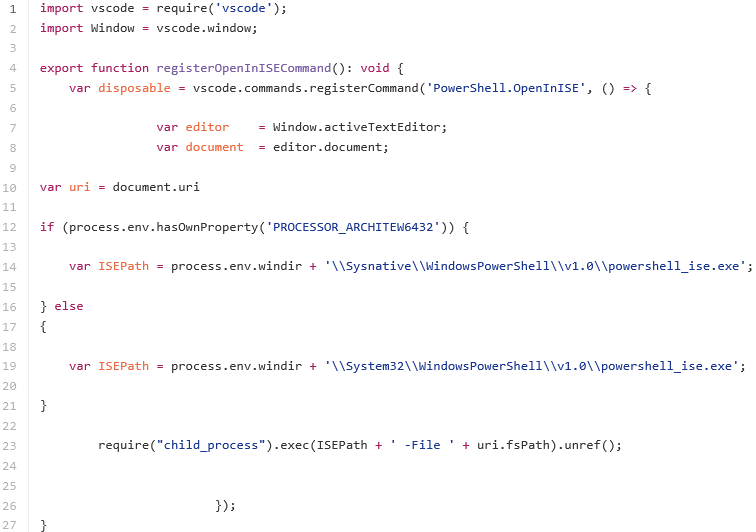 1 import vscode = require('vscode');
2 import Window = vscode.window;
3
4 export function registerOpenInISECommand(): void {
5     var disposable = vscode.commands.registerCommand('PowerShell.OpenInISE', () => {
6
7                 var editor    = Window.activeTextEditor;
8                 var document  = editor.document;
9
10 var uri = document.uri
11
12 if (process.env.hasOwnProperty('PROCESSOR_ARCHITEW6432')) {
13
14     var ISEPath = process.env.windir + '\\Sysnative\\WindowsPowerShell\\v1.0\\powershell_ise.exe';
15
16 } else
17 {
18
19     var ISEPath = process.env.windir + '\\System32\\WindowsPowerShell\\v1.0\\powershell_ise.exe';
20
21 }
22
23         require("child_process").exec(ISEPath + ' -File ' + uri.fsPath).unref();
24
25
26                         });
27 }